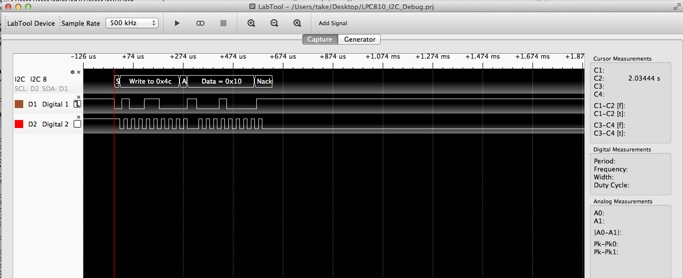 LabTool – /Users/take/Desktop/LPC810_I2C_Debug.prj
LabTool Device Sample Rate 500 kHz Add Signal
Capture Generator
-126 us +74 us +274 us +474 us +674 us +874 us +1.074 ms +1.274 ms +1.474 ms +1.674 ms +1.87
I2C I2C 8
SCL: D2 SDA: D1
S Write to 0x4c A Data = 0x10 Nack
D1 Digital 1
D2 Digital 2
Cursor Measurements
C1:
C2: 2.03444 s
C3:
C4:
C1-C2 [f]:
C1-C2 [t]:
C3-C4 [f]:
C3-C4 [t]:
Digital Measurements
Period:
Frequency:
Width:
Duty Cycle:
Analog Measurements
A0:
A1:
|A0-A1|:
Pk-Pk0:
Pk-Pk1: